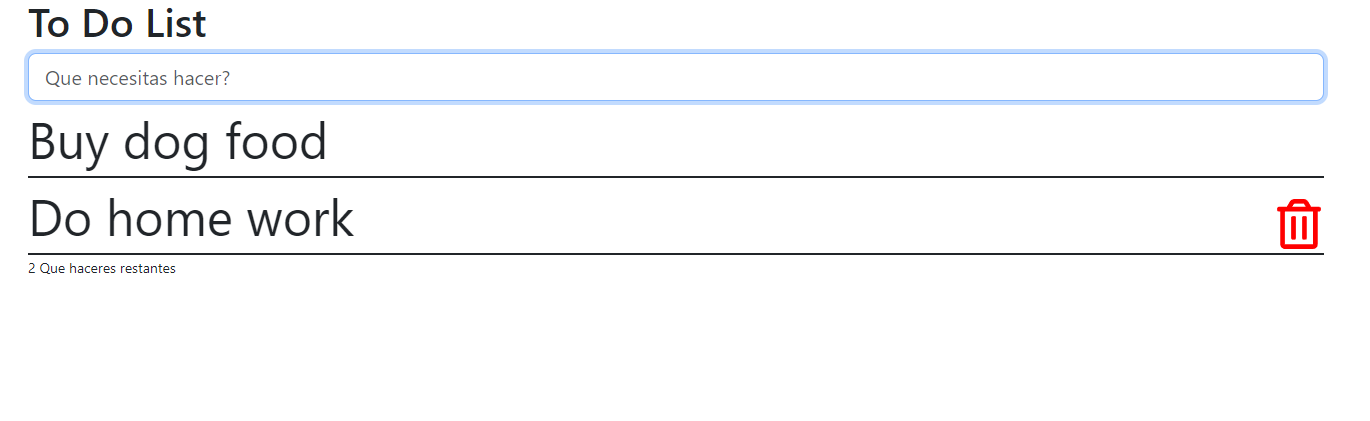 To Do List
Que necesitas hacer?
Buy dog food
Do home work
2 Que haceres restantes